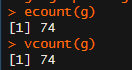 > ecount(g)
[1] 74
> vcount(g)
[1] 74